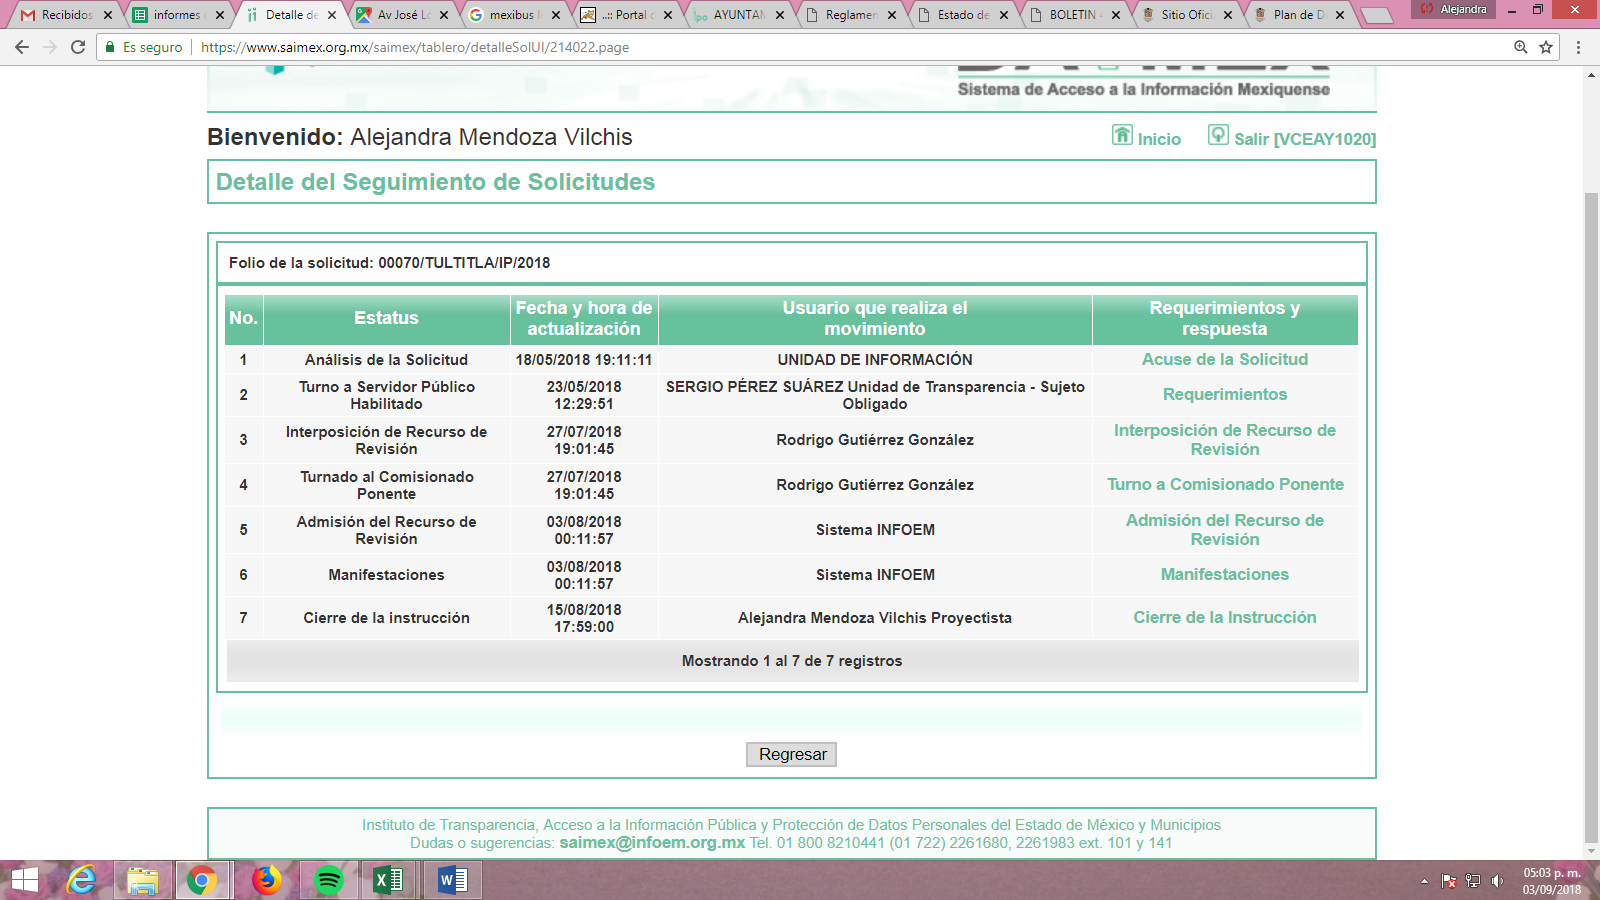 Recibidos
informes
Detalle de
Av José Ló
mexibus lí
..:: Portal
AYUNTAM
Reglamen
Estado de
BOLETIN
Sitio Ofici
Plan de D
Alejandra
Es seguro
https://www.saimex.org.mx/saimex/tablero/detalleSolUI/214022.page
Sistema de Acceso a la Información Mexiquense
Bienvenido: Alejandra Mendoza Vilchis
Inicio
Salir [VCEAY1020]
Detalle del Seguimiento de Solicitudes
Folio de la solicitud: 00070/TULTITLA/IP/2018
No.
Estatus
Fecha y hora de
actualización
Usuario que realiza el
movimiento
Requerimientos y
respuesta
1
Análisis de la Solicitud
18/05/2018 19:11:11
UNIDAD DE INFORMACIÓN
Acuse de la Solicitud
2
Turno a Servidor Público
Habilitado
23/05/2018
12:29:51
SERGIO PÉREZ SUÁREZ Unidad de Transparencia - Sujeto
Obligado
Requerimientos
3
Interposición de Recurso de
Revisión
27/07/2018
19:01:45
Rodrigo Gutiérrez González
Interposición de Recurso de
Revisión
4
Turnado al Comisionado
Ponente
27/07/2018
19:01:45
Rodrigo Gutiérrez González
Turno a Comisionado Ponente
5
Admisión del Recurso de
Revisión
03/08/2018
00:11:57
Sistema INFOEM
Admisión del Recurso de
Revisión
6
Manifestaciones
03/08/2018
00:11:57
Sistema INFOEM
Manifestaciones
7
Cierre de la instrucción
15/08/2018
17:59:00
Alejandra Mendoza Vilchis Proyectista
Cierre de la Instrucción
Mostrando 1 al 7 de 7 registros
Regresar
Instituto de Transparencia, Acceso a la Información Pública y Protección de Datos Personales del Estado de México y Municipios
Dudas o sugerencias: saimex@infoem.org.mx Tel. 01 800 8210441 (01 722) 2261680, 2261983 ext. 101 y 141
05:03 p. m.
03/09/2018